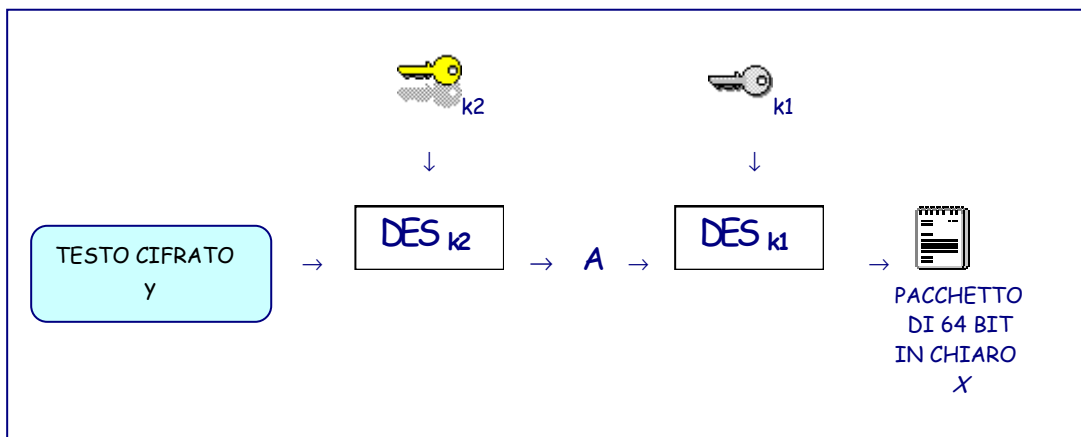 k2
k1
↓ ↓
DES k2
DES k1
TESTO CIFRATO
y
→ → A → →
PACCHETTO
DI 64 BIT
IN CHIARO
X